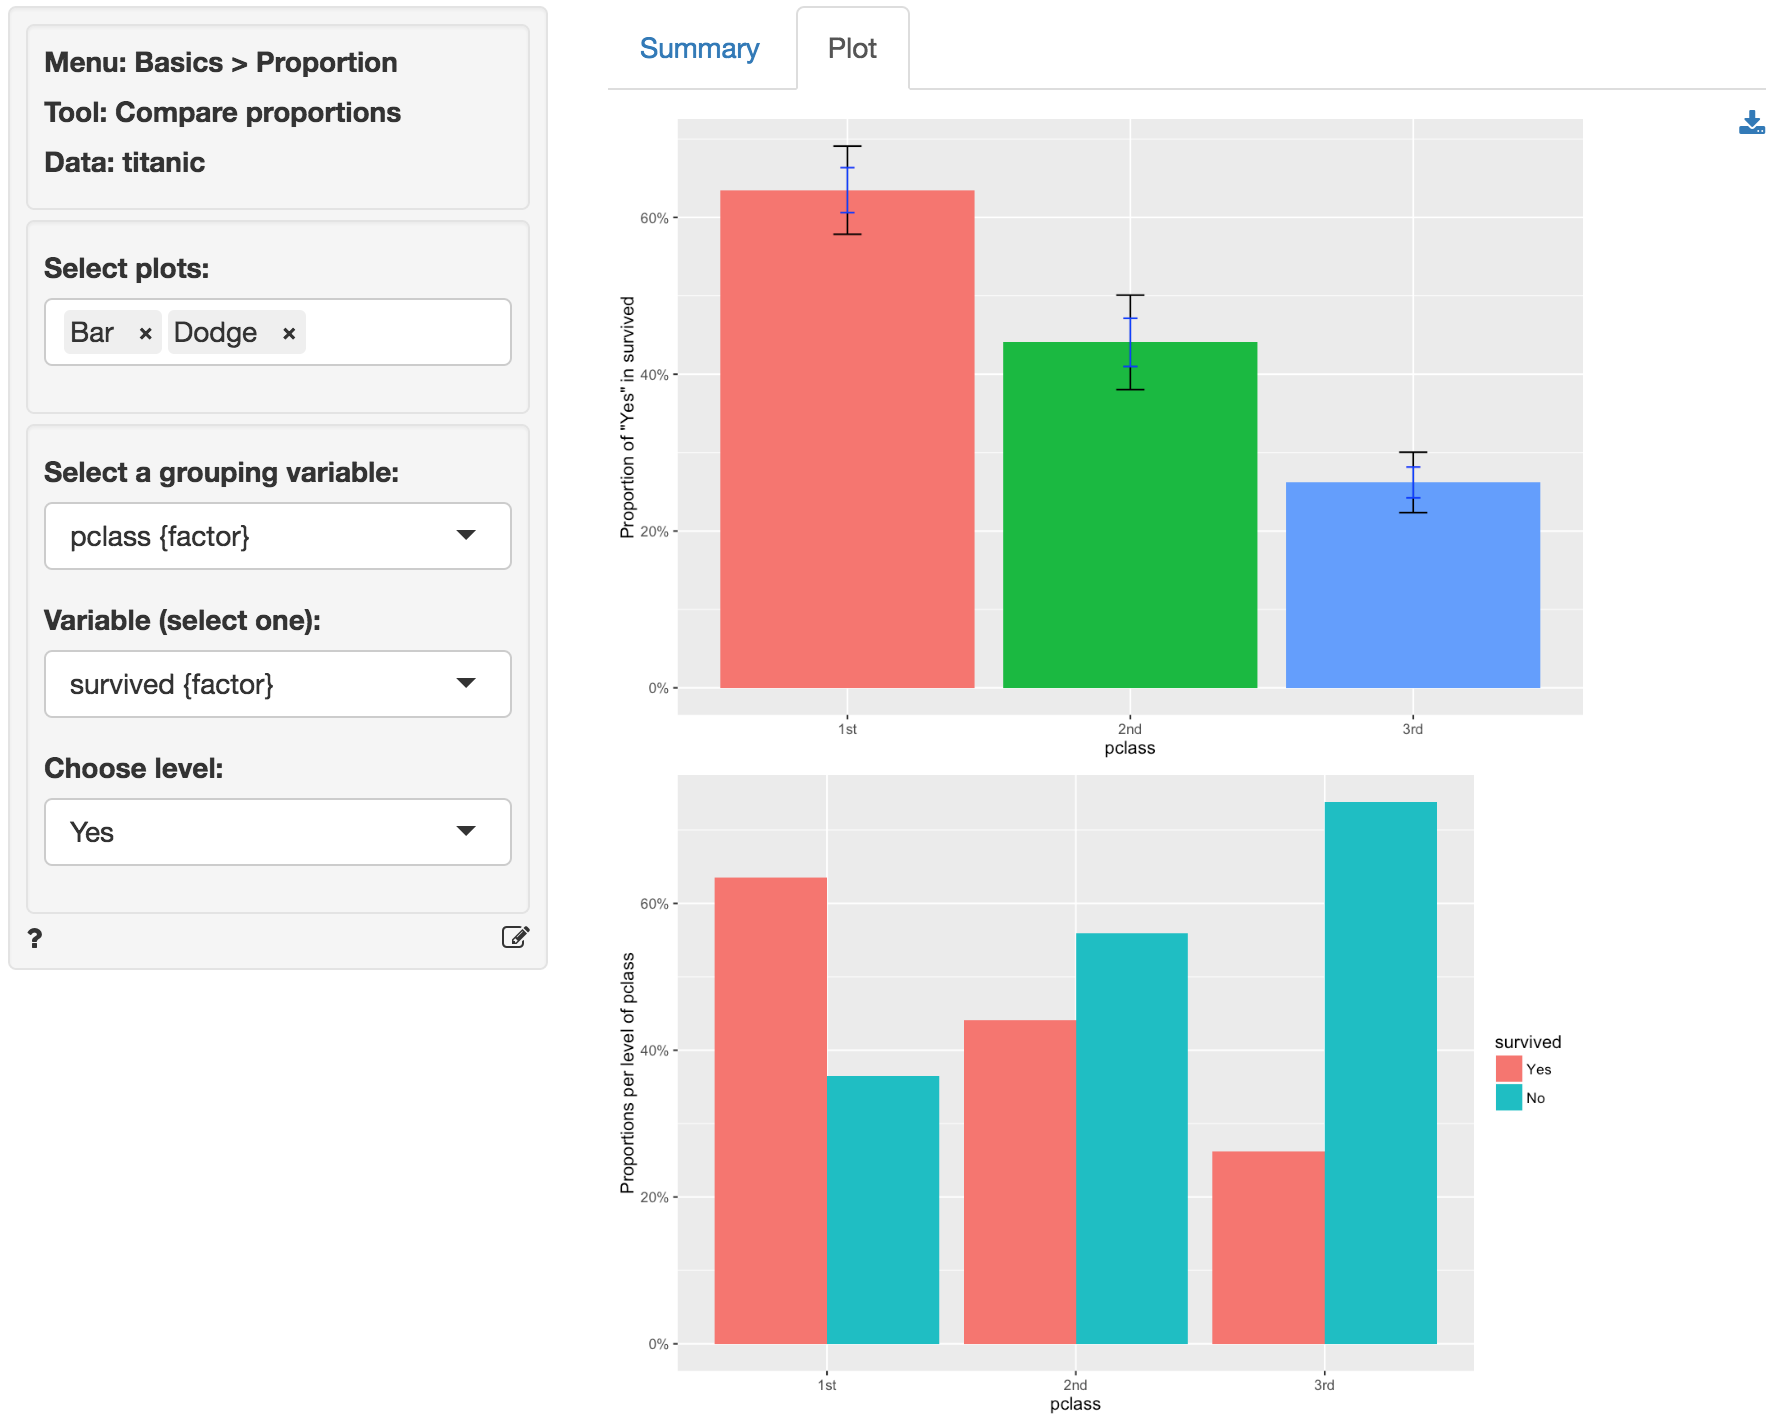 Menu: Basics > Proportion
Tool: Compare proportions
Data: titanic
Select plots:
Bar × Dodge ×
Select a grouping variable:
pclass {factor}
Variable (select one):
survived {factor}
Choose level:
Yes
?
Summary Plot
Proportion of "Yes" in survived
60%
40%
20%
0%
1st 2nd 3rd
pclass
Proportions per level of pclass
60%
40%
20%
0%
1st 2nd 3rd
pclass
survived
Yes
No